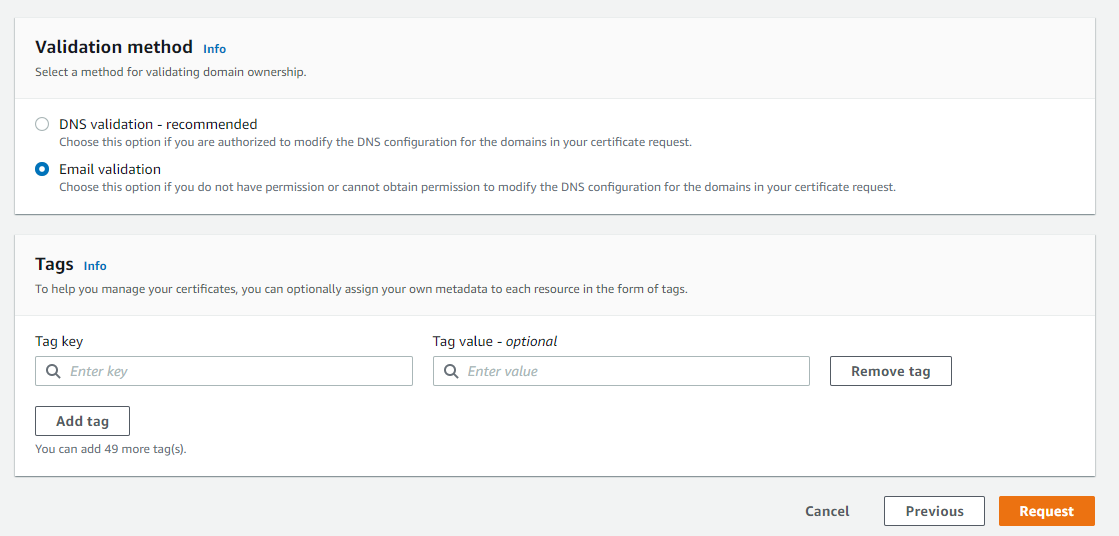 Validation method Info
Select a method for validating domain ownership.
DNS validation - recommended
Choose this option if you are authorized to modify the DNS configuration for the domains in your certificate request.
Email validation
Choose this option if you do not have permission or cannot obtain permission to modify the DNS configuration for the domains in your certificate request.
Tags Info
To help you manage your certificates, you can optionally assign your own metadata to each resource in the form of tags.
Tag key
Tag value - optional
Enter key
Enter value
Remove tag
Add tag
You can add 49 more tag(s).
Cancel
Previous
Request